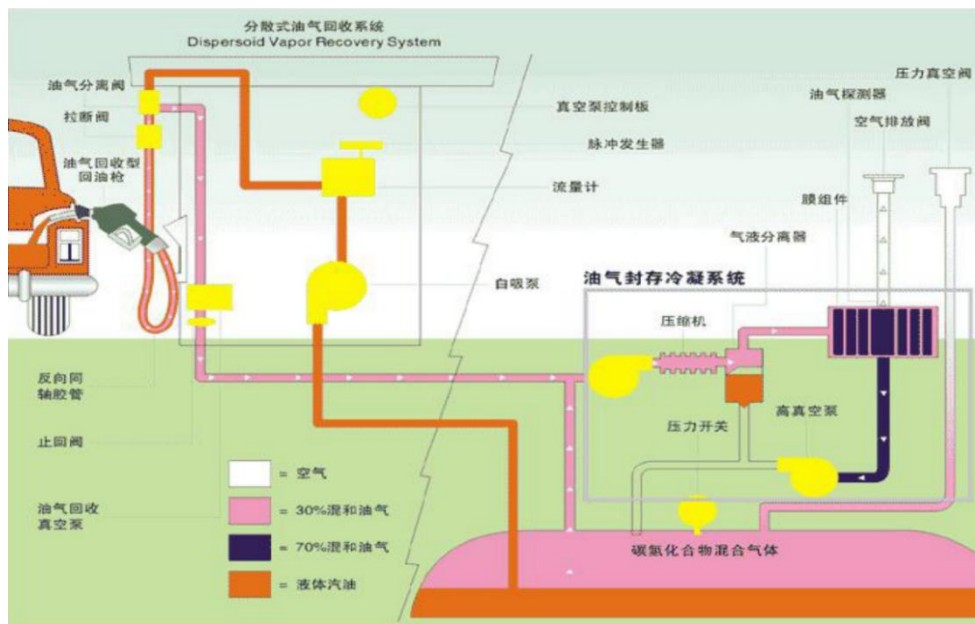 分散式油气回收系统
Dispersoid Vapor Recovery System
油气分离阀
拉断阀
油气回收型
回油枪
真空泵控制板
脉冲发生器
流量计
自吸泵
压力真空阀
油气探测器
空气排放阀
膜组件
气液分离器
油气封存冷凝系统
压缩机
反向同
轴胶管
止回阀
油气回收
真空泵
压力开关
高真空泵
= 空气
= 30%混和油气
= 70%混和油气
= 液体汽油
碳氢化合物混合气体